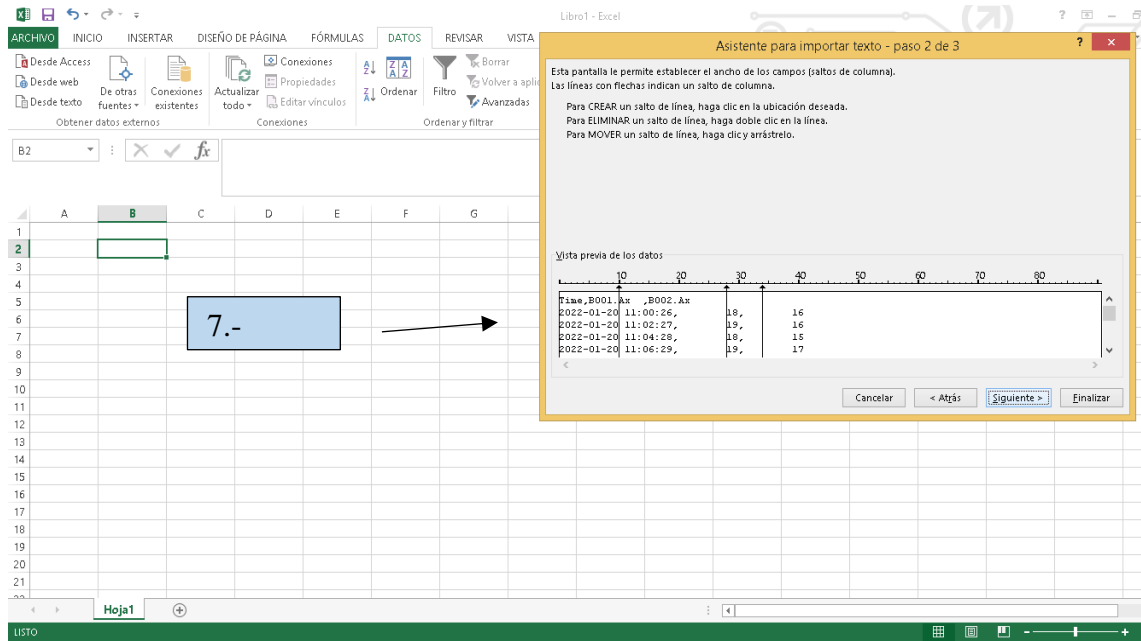 Libro1 - Excel
ARCHIVO INICIO INSERTAR DISEÑO DE PÁGINA FÓRMULAS DATOS REVISAR VISTA
Desde Access
Desde web
Desde texto
De otras fuentes
Conexiones existentes
Obtener datos externos
Actualizar todo
Conexiones
Propiedades
Editar vínculos
Conexiones
Ordenar
Filtro
Borrar
Volver a aplic
Avanzadas
Ordenar y filtrar
B2
fx
A B C D E F G
1
2
3
4
5
6
7
8
9
10
11
12
13
14
15
16
17
18
19
20
21
22
7.-
Asistente para importar texto - paso 2 de 3
Esta pantalla le permite establecer el ancho de los campos (saltos de columna).
Las líneas con flechas indican un salto de columna.
Para CREAR un salto de línea, haga clic en la ubicación deseada.
Para ELIMINAR un salto de línea, haga doble clic en la línea.
Para MOVER un salto de línea, haga clic y arrástrelo.
Vista previa de los datos
10 20 30 40 50 60 70 80
Time,B001.Ax ,B002.Ax
2022-01-20 11:00:26, 18, 16
2022-01-20 11:02:27, 19, 16
2022-01-20 11:04:28, 18, 15
2022-01-20 11:06:29, 19, 17
Cancelar < Atrás Siguiente > Finalizar
Hoja1
LISTO